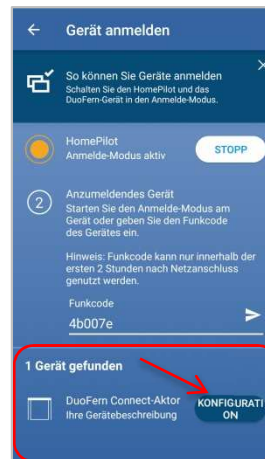 Gerät anmelden
So können Sie Geräte anmelden
Schalten Sie den HomePilot und das
DuoFern-Gerät in den Anmelde-Modus.
HomePilot
Anmelde-Modus aktiv
STOPP
2
Anzumeldendes Gerät
Starten Sie den Anmelde-Modus am
Gerät oder geben Sie den Funkcode
des Gerätes ein.
Hinweis: Funkcode kann nur innerhalb der
ersten 2 Stunden nach Netzanschluss
genutzt werden.
Funkcode
4b007e
1 Gerät gefunden
DuoFern Connect-Aktor
Ihre Gerätebeschreibung
KONFIGURATI
ON